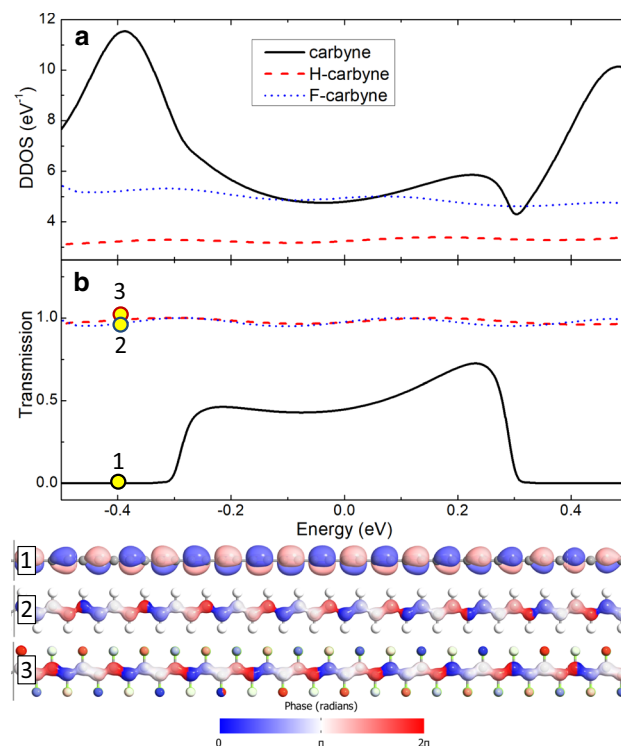 a
carbyne
H-carbyne
F-carbyne
DDOS (eV⁻¹)
12
10
8
6
4
b
3
2
1
Transmission
1.0
0.5
0.0
-0.4 -0.2 0.0 0.2 0.4
Energy (eV)
1
2
3
Phase (radians)
0 π 2π